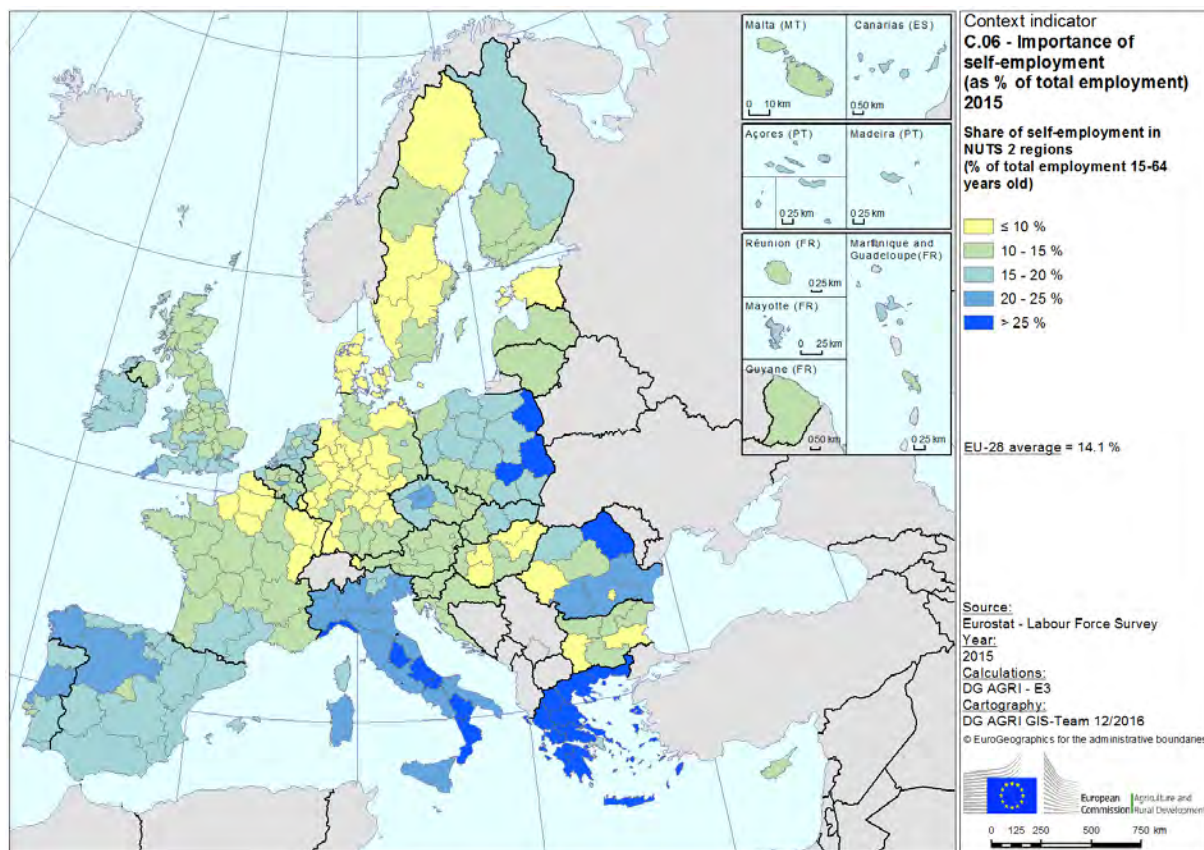 Malta (MT)
0 10 km
Canarias (ES)
0 50 km
Açores (PT)
0 25 km
Madeira (PT)
0 25 km
Réunion (FR)
0 25 km
Martinique and
Guadeloupe (FR)
Mayotte (FR)
0 25 km
Guyane (FR)
0 50 km
0 25 km
Context indicator
C.06 - Importance of
self-employment
(as % of total employment)
2015
Share of self-employment in
NUTS 2 regions
(% of total employment 15-64
years old)
≤ 10 %
10 - 15 %
15 - 20 %
20 - 25 %
> 25 %
EU-28 average = 14.1 %
Source:
Eurostat - Labour Force Survey
Year:
2015
Calculations:
DG AGRI - E3
Cartography:
DG AGRI GIS-Team 12/2016
© EuroGeographics for the administrative boundaries
European
Commission
Agriculture and
Rural Development
0 125 250 500 750 km